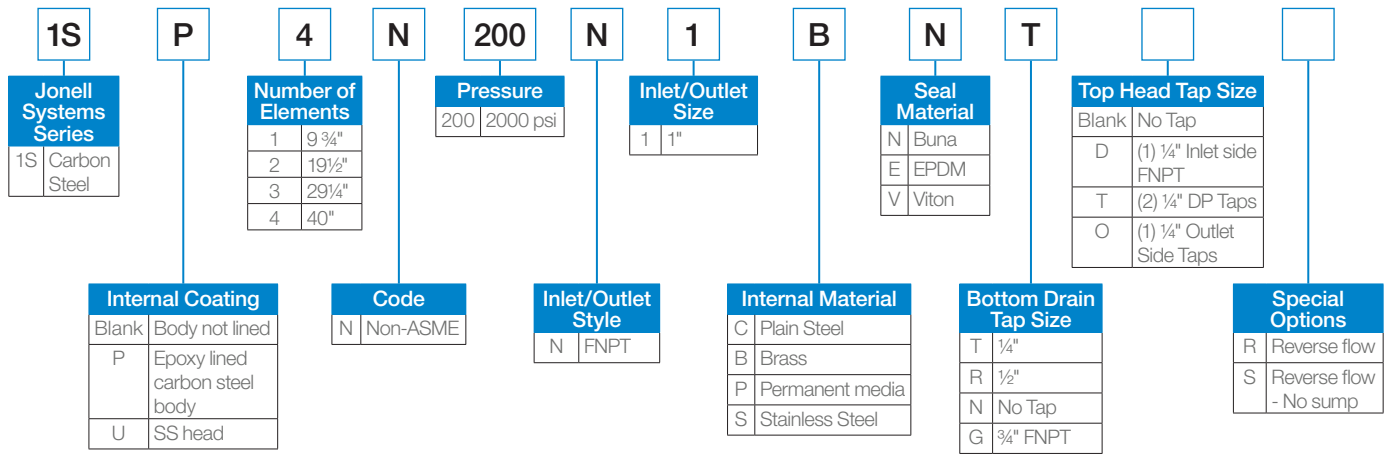 1S P 4 N 200 N 1 B N T
Jonell
Systems
Series
1S Carbon
Steel
Number of
Elements
1 9 ¾"
2 19½"
3 29¼"
4 40"
Pressure
200 2000 psi
Inlet/Outlet
Size
1 1"
Seal
Material
N Buna
E EPDM
V Viton
Top Head Tap Size
Blank No Tap
D (1) ¼" Inlet side
FNPT
T (2) ¼" DP Taps
O (1) ¼" Outlet
Side Taps
Internal Coating
Blank Body not lined
P Epoxy lined
carbon steel
body
U SS head
Code
N Non-ASME
Inlet/Outlet
Style
N FNPT
Internal Material
C Plain Steel
B Brass
P Permanent media
S Stainless Steel
Bottom Drain
Tap Size
T ¼"
R ½"
N No Tap
G ¾" FNPT
Special
Options
R Reverse flow
S Reverse flow
- No sump